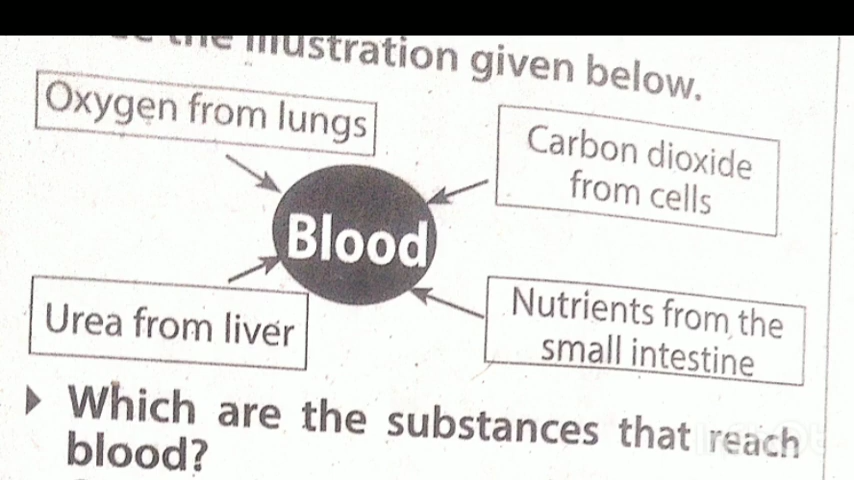 the illustration given below.
Oxygen from lungs
Carbon dioxide
from cells
Blood
Urea from liver
Nutrients from the
small intestine
Which are the substances that reach
blood?